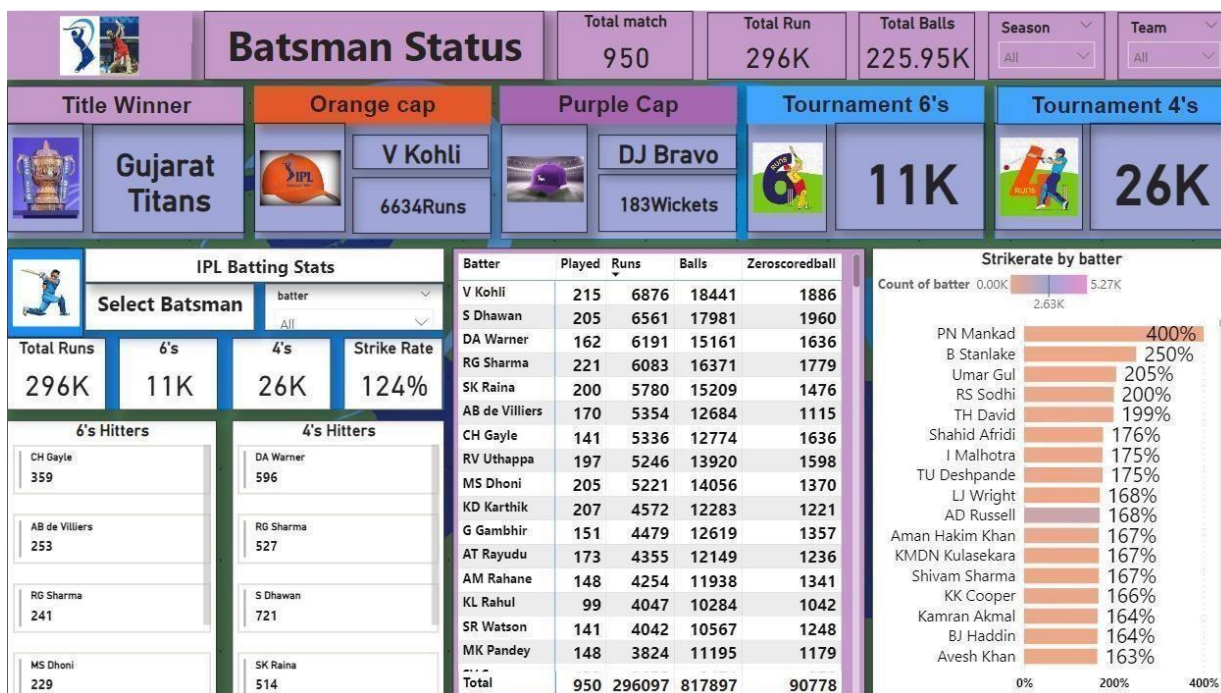 Batsman Status
Total match
950
Total Run
296K
Total Balls
225.95K
Season
All
Team
All
Title Winner
Gujarat
Titans
Orange cap
IPL
V Kohli
6634Runs
Purple Cap
DJ Bravo
183Wickets
Tournament 6's
RUNS
6
11K
Tournament 4's
4
RUNS
26K
IPL Batting Stats
Select Batsman
batter
All
Total Runs
296K
6's
11K
4's
26K
Strike Rate
124%
6's Hitters
CH Gayle
359
AB de Villiers
253
RG Sharma
241
MS Dhoni
229
4's Hitters
DA Warner
596
RG Sharma
527
S Dhawan
721
SK Raina
514
Batter Played Runs Balls Zeroscoredball
V Kohli 215 6876 18441 1886
S Dhawan 205 6561 17981 1960
DA Warner 162 6191 15161 1636
RG Sharma 221 6083 16371 1779
SK Raina 200 5780 15209 1476
AB de Villiers 170 5354 12684 1115
CH Gayle 141 5336 12774 1636
RV Uthappa 197 5246 13920 1598
MS Dhoni 205 5221 14056 1370
KD Karthik 207 4572 12283 1221
G Gambhir 151 4479 12619 1357
AT Rayudu 173 4355 12149 1236
AM Rahane 148 4254 11938 1341
KL Rahul 99 4047 10284 1042
SR Watson 141 4042 10567 1248
MK Pandey 148 3824 11195 1179
Total 950 296097 817897 90778
Strikerate by batter
Count of batter 0.00K 5.27K
2.63K
PN Mankad 400%
B Stanlake 250%
Umar Gul 205%
RS Sodhi 200%
TH David 199%
Shahid Afridi 176%
I Malhotra 175%
TU Deshpande 175%
LJ Wright 168%
AD Russell 168%
Aman Hakim Khan 167%
KMDN Kulasekara 167%
Shivam Sharma 167%
KK Cooper 166%
Kamran Akmal 164%
BJ Haddin 164%
Avesh Khan 163%
0% 200% 400%